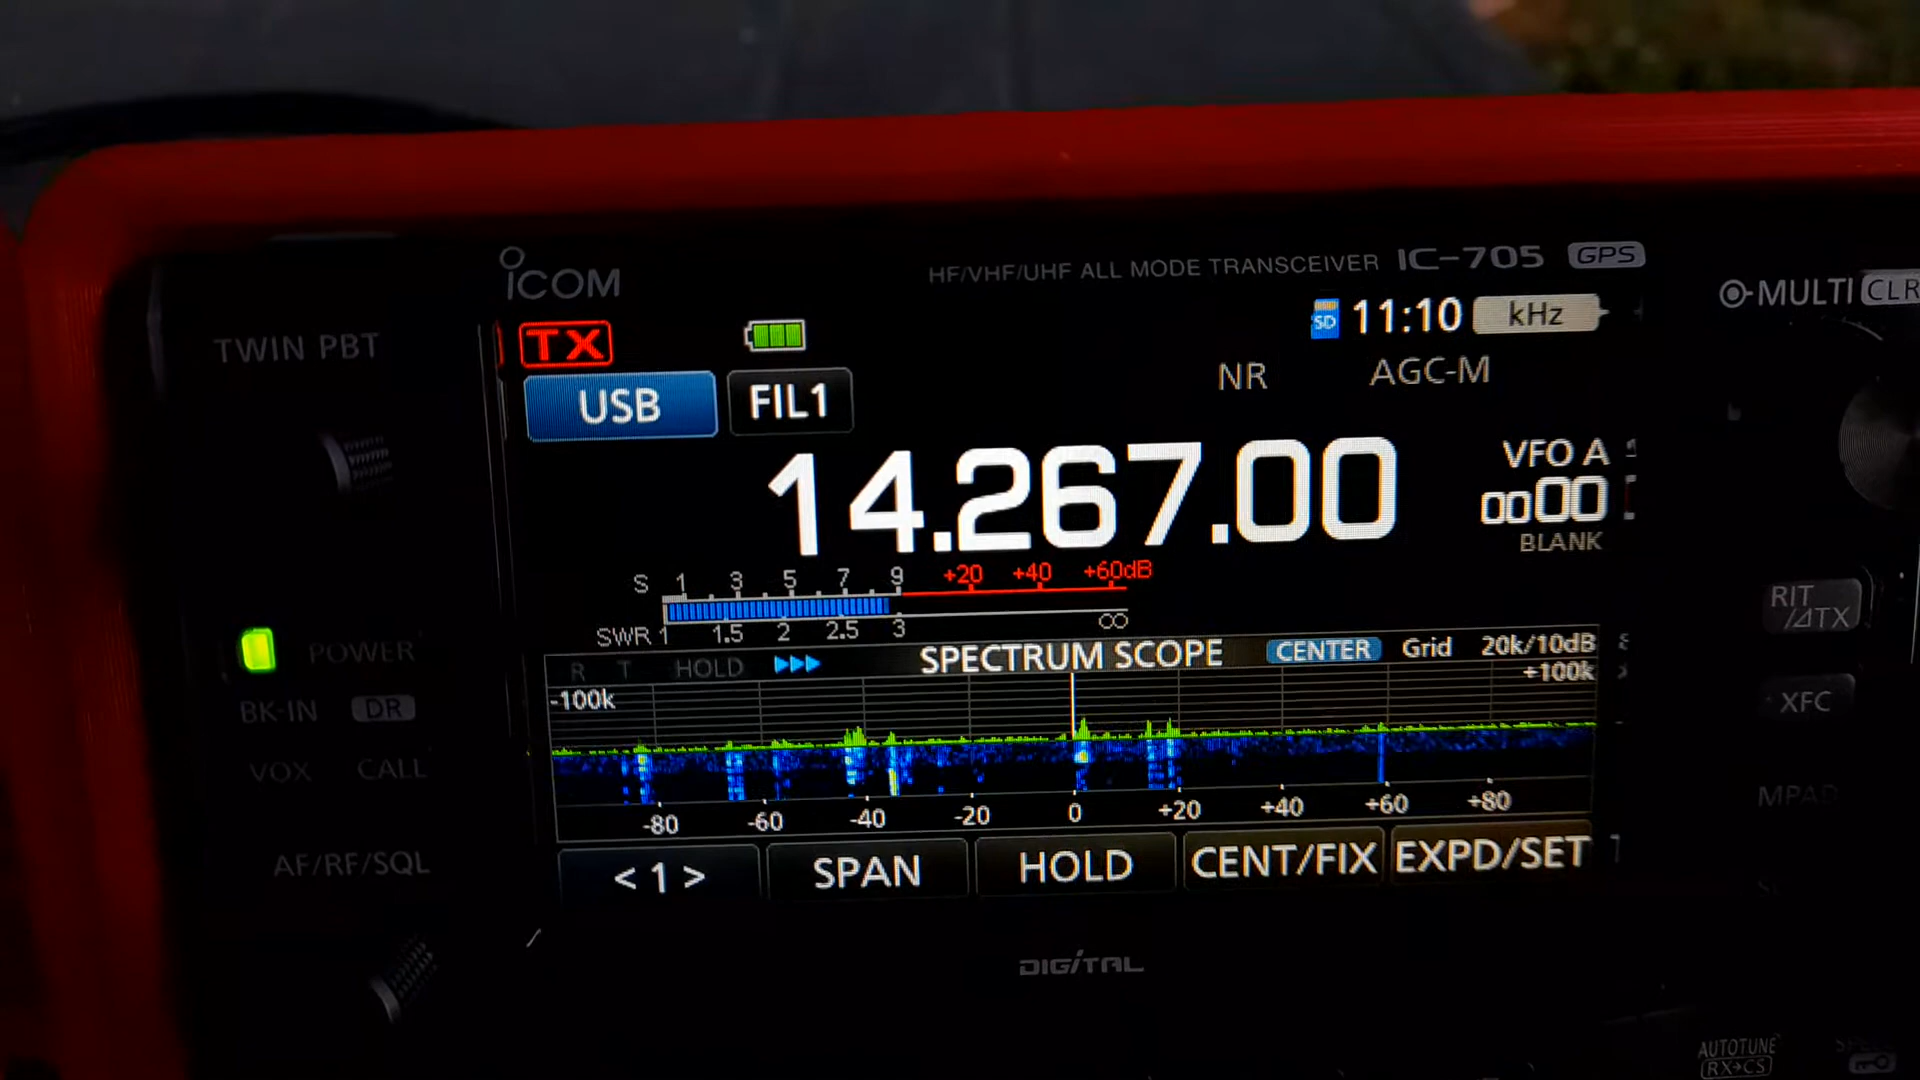 ICOM
HF/VHF/UHF ALL MODE TRANSCEIVER IC-705 GPS
MULTI CLR
TWIN PBT
TX
SD 11:10 kHz
USB FIL1
NR AGC-M
14.267.00
VFO A
0000
BLANK
S 1 3 5 7 9 +20 +40 +60dB
SWR 1 1.5 2 2.5 3 ∞
RIT
/⊿TX
POWER
R T HOLD SPECTRUM SCOPE CENTER Grid 20k/10dB
-100k +100k
BK-IN DR
XFC
VOX CALL
MPAD
-80 -60 -40 -20 0 +20 +40 +60 +80
AF/RF/SQL
< 1 > SPAN HOLD CENT/FIX EXPD/SET
DIGITAL
AUTOTUNE
RX→CS